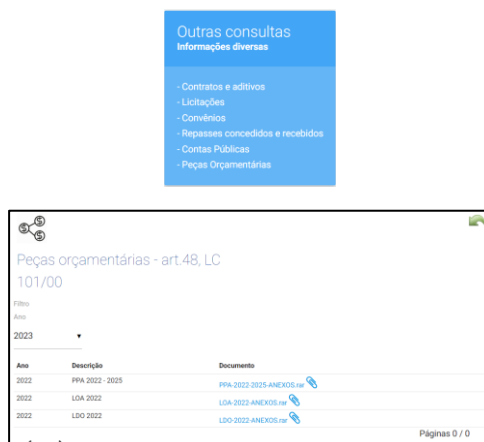 Outras consultas
Informações diversas
- Contratos e aditivos
- Licitações
- Convênios
- Repasses concedidos e recebidos
- Contas Públicas
- Peças Orçamentárias
Peças orçamentárias - art.48, LC
101/00
Filtro
Ano
2023
Ano Descrição Documento
2022 PPA 2022 - 2025 PPA-2022-2025-ANEXOS.rar
2022 LOA 2022 LOA-2022-ANEXOS.rar
2022 LDO 2022 LDO-2022-ANEXOS.rar
Páginas 0 / 0